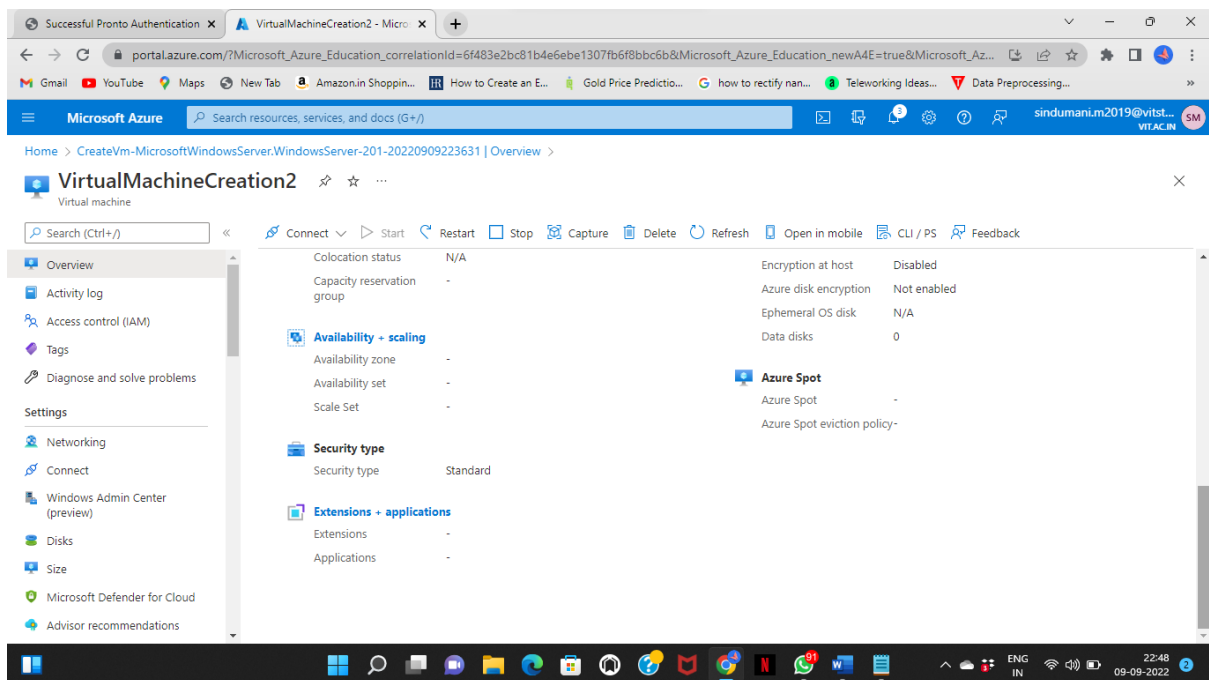 Successful Pronto Authentication
VirtualMachineCreation2 - Micro
portal.azure.com/?Microsoft_Azure_Education_correlationId=6f483e2bc81b4e6ebe1307fb6f8bbc6b&Microsoft_Azure_Education_newA4E=true&Microsoft_Az...
Gmail YouTube Maps New Tab Amazon.in Shoppin... How to Create an E... Gold Price Predictio... how to rectify nan... Teleworking Ideas... Data Preprocessing... »
Microsoft Azure
Search resources, services, and docs (G+/)
3
sindumani.m2019@vitst...
VIT.AC.IN
SM
Home > CreateVm-MicrosoftWindowsServer.WindowsServer-201-20220909223631 | Overview >
VirtualMachineCreation2
Virtual machine
Search (Ctrl+/)
«
Connect Start Restart Stop Capture Delete Refresh Open in mobile CLI / PS Feedback
Overview
Activity log
Access control (IAM)
Tags
Diagnose and solve problems
Settings
Networking
Connect
Windows Admin Center
(preview)
Disks
Size
Microsoft Defender for Cloud
Advisor recommendations
Colocation status N/A
Capacity reservation
group -
Availability + scaling
Availability zone -
Availability set -
Scale Set -
Security type
Security type Standard
Extensions + applications
Extensions -
Applications -
Encryption at host Disabled
Azure disk encryption Not enabled
Ephemeral OS disk N/A
Data disks 0
Azure Spot
Azure Spot -
Azure Spot eviction policy-
91
ENG
IN
22:48
09-09-2022
2